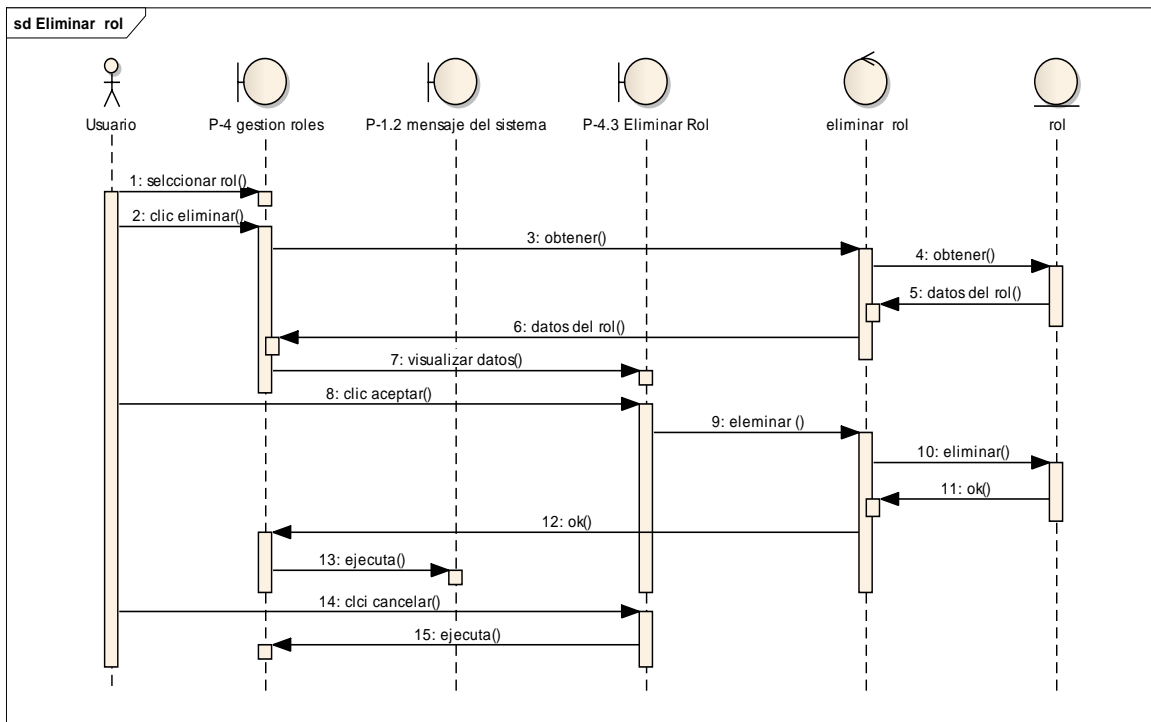 sd Eliminar rol
Usuario
P-4 gestion roles
P-1.2 mensaje del sistema
P-4.3 Eliminar Rol
eliminar rol
rol
1: selccionar rol()
2: clic eliminar()
3: obtener()
4: obtener()
5: datos del rol()
6: datos del rol()
7: visualizar datos()
8: clic aceptar()
9: eleminar ()
10: eliminar()
11: ok()
12: ok()
13: ejecuta()
14: clci cancelar()
15: ejecuta()